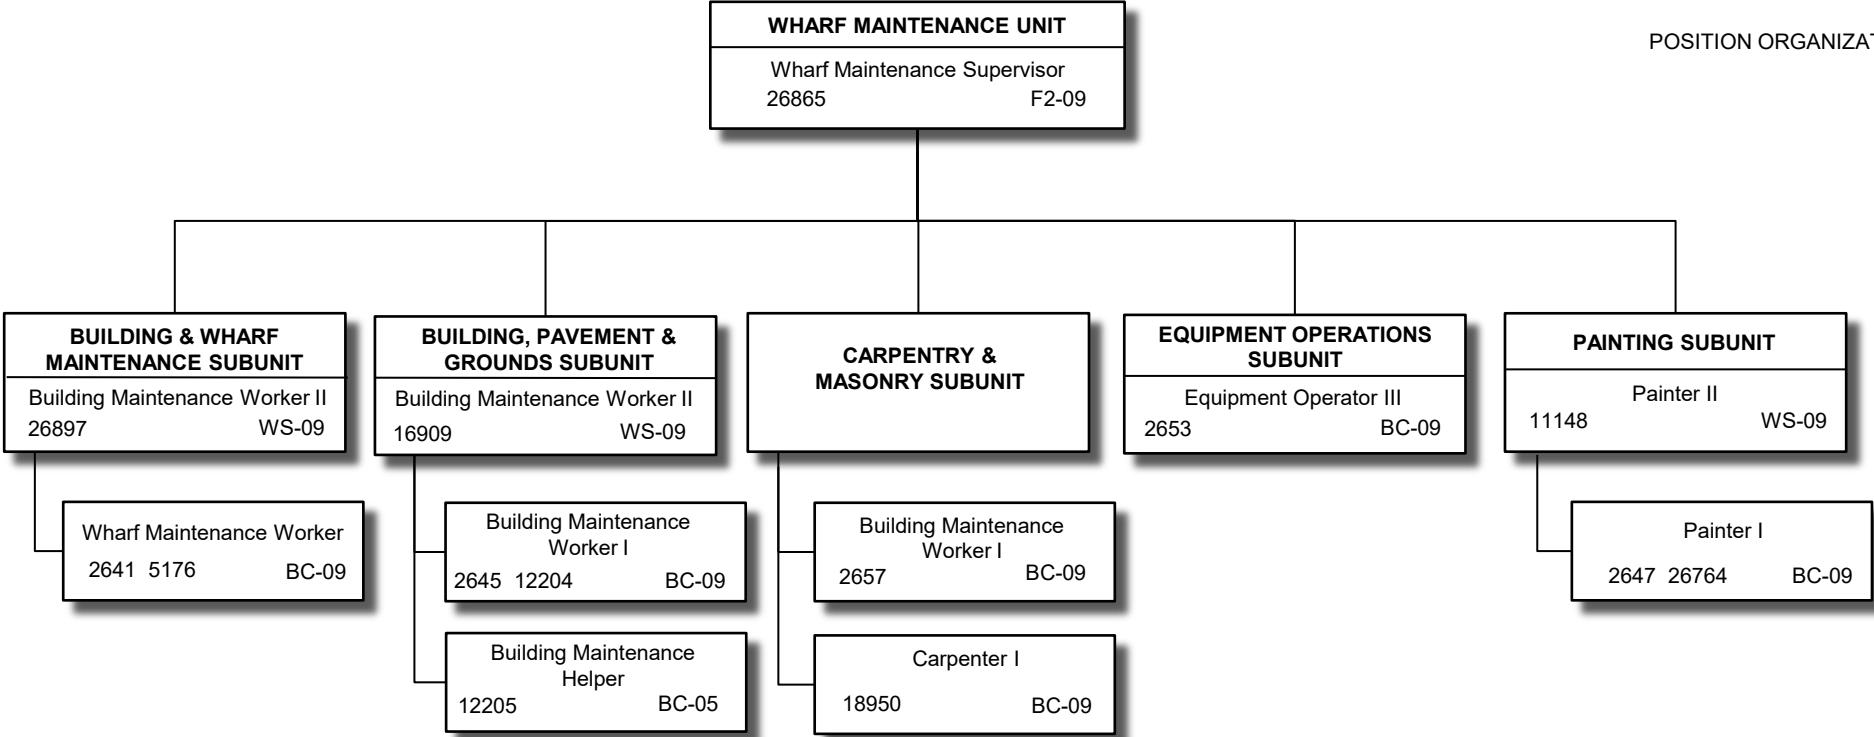 WHARF MAINTENANCE UNIT
Wharf Maintenance Supervisor
26865 F2-09
POSITION ORGANIZAT
BUILDING & WHARF
MAINTENANCE SUBUNIT
Building Maintenance Worker II
26897 WS-09
Wharf Maintenance Worker
2641 5176 BC-09
BUILDING, PAVEMENT &
GROUNDS SUBUNIT
Building Maintenance Worker II
16909 WS-09
Building Maintenance
Worker I
2645 12204 BC-09
Building Maintenance
Helper
12205 BC-05
CARPENTRY &
MASONRY SUBUNIT
Building Maintenance
Worker I
2657 BC-09
Carpenter I
18950 BC-09
EQUIPMENT OPERATIONS
SUBUNIT
Equipment Operator III
2653 BC-09
PAINTING SUBUNIT
Painter II
11148 WS-09
Painter I
2647 26764 BC-09